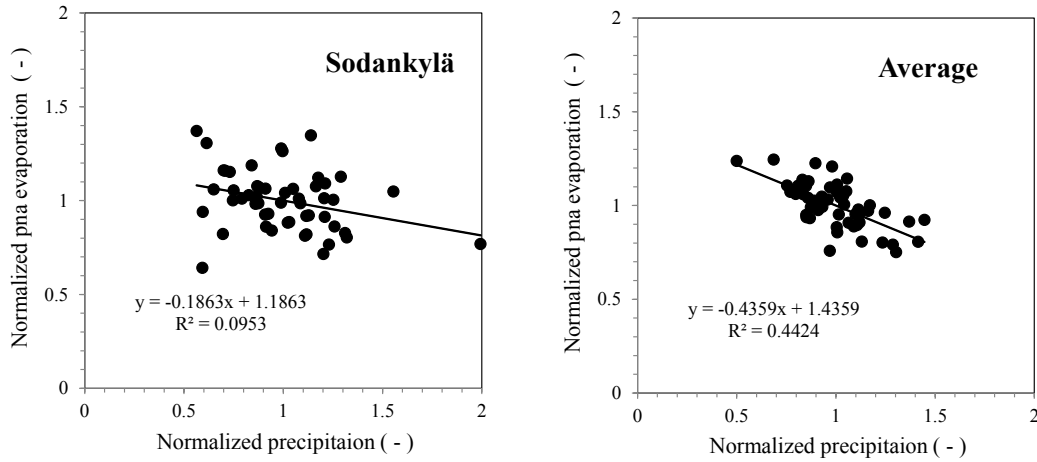 Sodankylä
Normalized pna evaporation ( - )
2
1.5
1
0.5
0
y = -0.1863x + 1.1863
R² = 0.0953
0
0.5
1
1.5
2
Normalized precipitaion ( - )
Average
Normalized pna evaporation ( - )
2
1.5
1
0.5
0
y = -0.4359x + 1.4359
R² = 0.4424
0
0.5
1
1.5
2
Normalized precipitaion ( - )